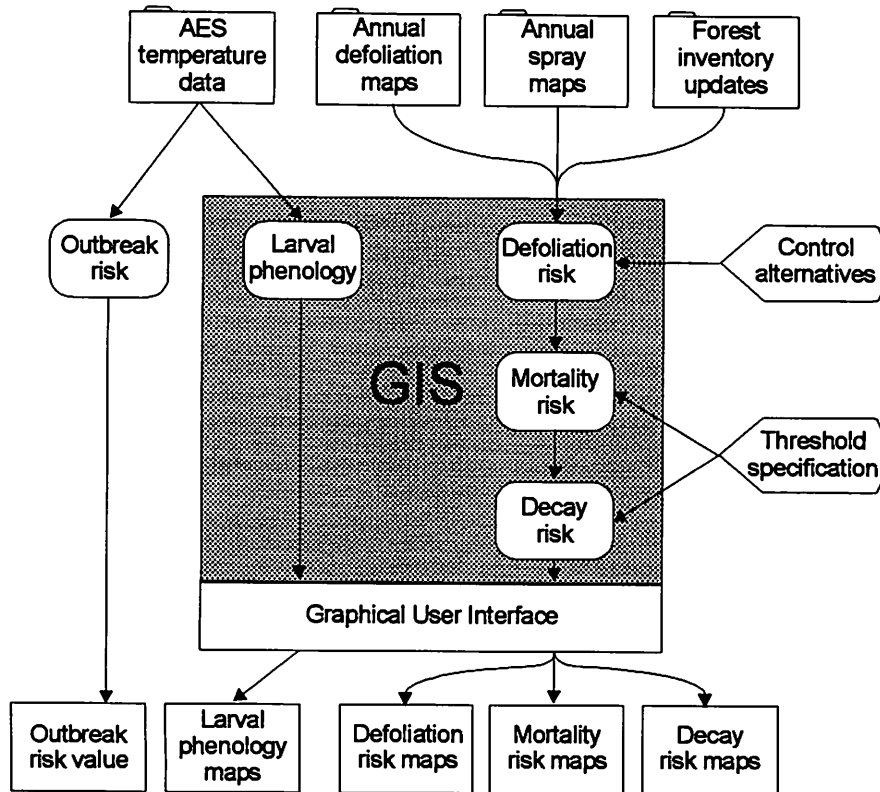 AES
temperature
data
Annual
defoliation
maps
Annual
spray
maps
Forest
inventory
updates
Outbreak
risk
Larval
phenology
Defoliation
risk
Control
alternatives
GIS
Mortality
risk
Threshold
specification
Decay
risk
Graphical User Interface
Outbreak
risk value
Larval
phenology
maps
Defoliation
risk maps
Mortality
risk maps
Decay
risk maps